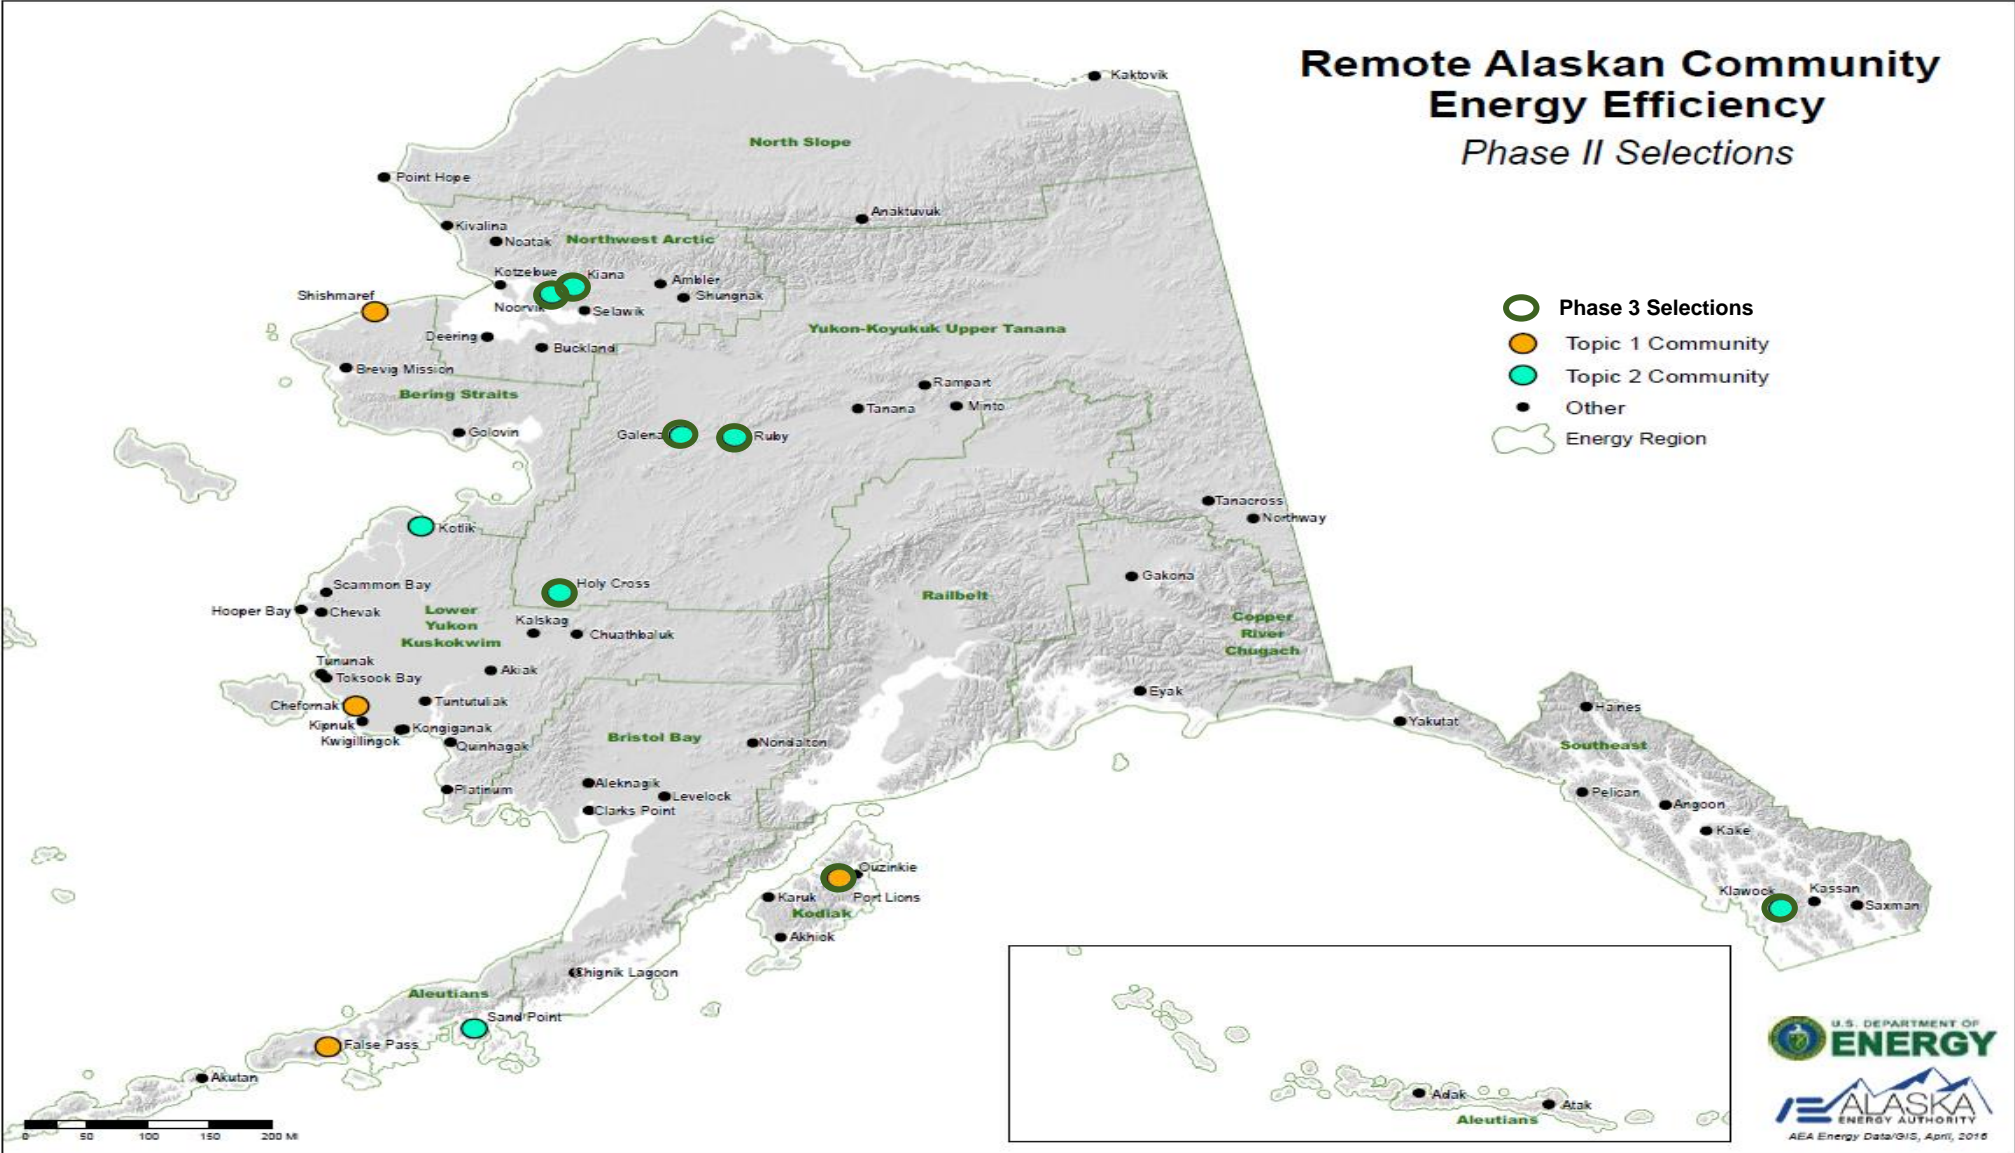 Remote Alaskan Community
Energy Efficiency
Phase II Selections
Phase 3 Selections
Topic 1 Community
Topic 2 Community
Other
Energy Region
Kaktovik
North Slope
Point Hope
Anaktuvuk
Kivalina
Noatak
Northwest Arctic
Kotzebue
Kiana
Ambler
Shungnak
Noorvik
Selawik
Shishmaref
Deering
Buckland
Yukon-Koyukuk Upper Tanana
Brevig Mission
Bering Straits
Rampart
Tanana
Minto
Golovin
Galena
Ruby
Tanacross
Northway
Kotlik
Scammon Bay
Holy Cross
Gakona
Hooper Bay
Chevak
Lower
Yukon
Kuskokwim
Railbelt
Kalskag
Chuathbaluk
Copper
River
Chugach
Tununak
Toksook Bay
Akiak
Chefornak
Tuntutuliak
Eyak
Kipnuk
Kongiganak
Kwigillingok
Quinhagak
Bristol Bay
Nondalton
Yakutat
Haines
Southeast
Platinum
Aleknagik
Levelock
Clarks Point
Pelican
Angoon
Kake
Ouzinkie
Karuk
Port Lions
Kodiak
Akhiok
Klawock
Kassan
Saxman
Chignik Lagoon
Aleutians
Sand Point
False Pass
Akutan
0 50 100 150 200 MI
Adak
Atak
Aleutians
U.S. DEPARTMENT OF
ENERGY
ALASKA
ENERGY AUTHORITY
AEA Energy Data/GIS, April, 2016